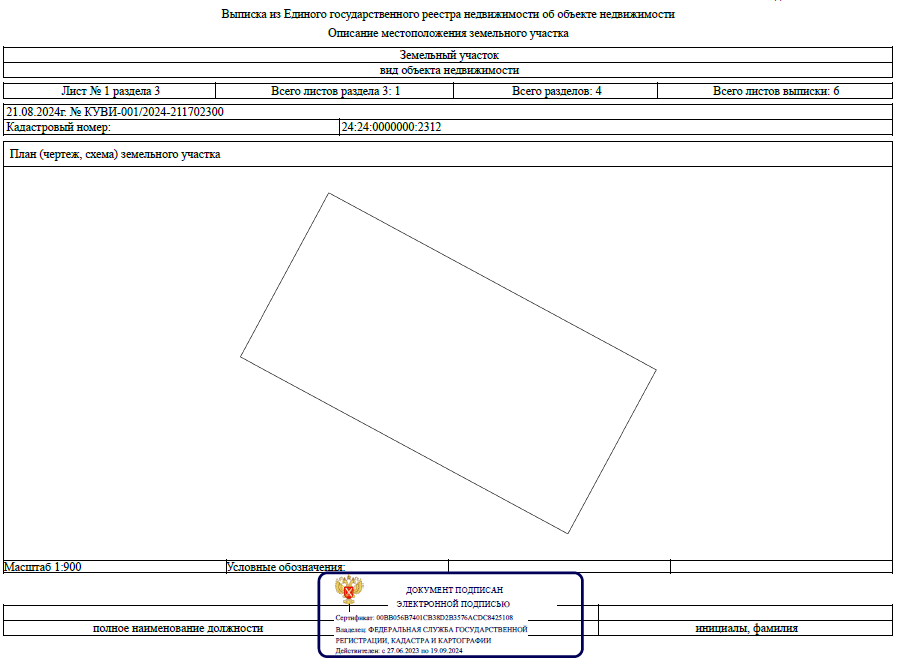 Выписка из Единого государственного реестра недвижимости об объекте недвижимости
Описание местоположения земельного участка
Земельный участок
вид объекта недвижимости
Лист № 1 раздела 3 Всего листов раздела 3: 1 Всего разделов: 4 Всего листов выписки: 6
21.08.2024г. № КУВИ-001/2024-211702300
Кадастровый номер: 24:24:0000000:2312
План (чертеж, схема) земельного участка
Масштаб 1:900 Условные обозначения:
ДОКУМЕНТ ПОДПИСАН
ЭЛЕКТРОННОЙ ПОДПИСЬЮ
Сертификат: 00BB056B7401CB38D2B3576ACDC8425108
Владелец: ФЕДЕРАЛЬНАЯ СЛУЖБА ГОСУДАРСТВЕННОЙ
РЕГИСТРАЦИИ, КАДАСТРА И КАРТОГРАФИИ
Действителен: с 27.06.2023 по 19.09.2024
полное наименование должности инициалы, фамилия